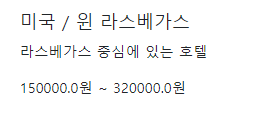 미국 / 윈 라스베가스
라스베가스 중심에 있는 호텔
150000.0원 ~ 320000.0원